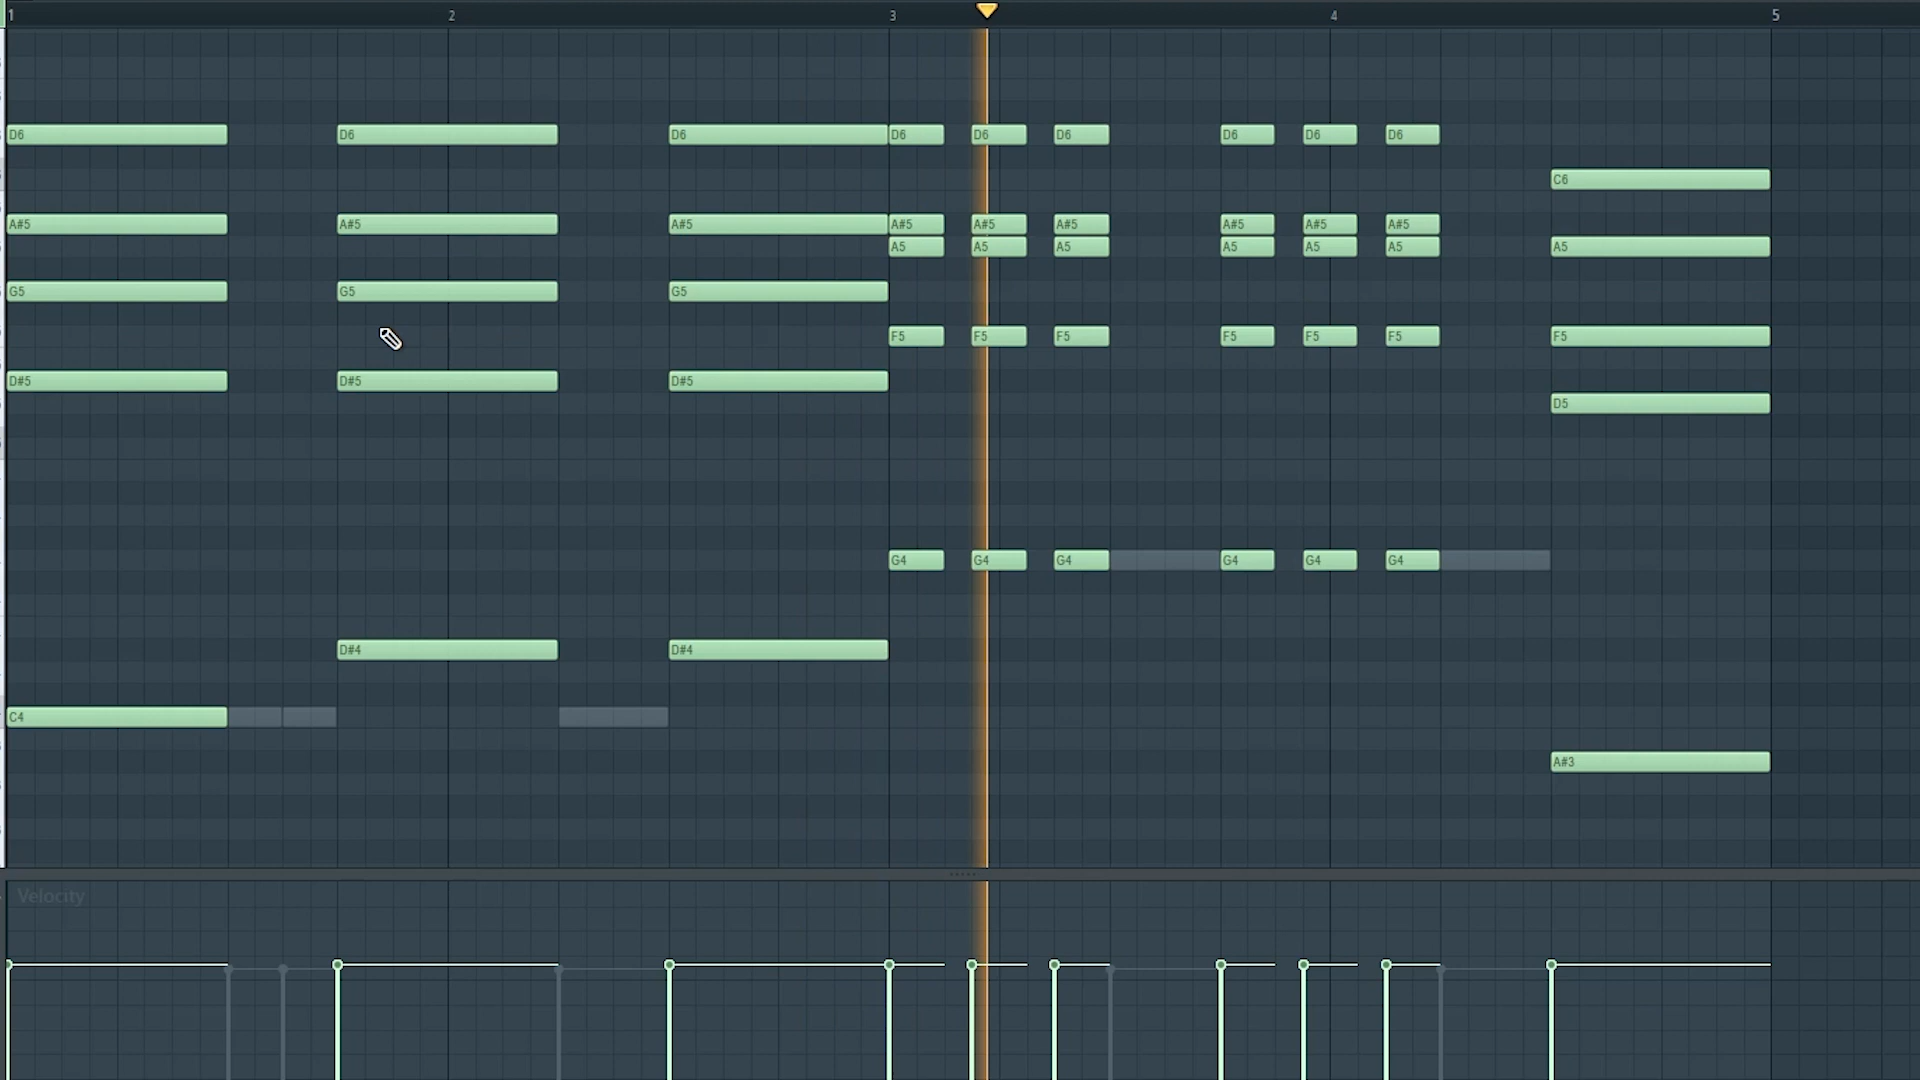 1 2 3 4 5
D6 D6 D6 D6 D6 D6 D6 D6 D6
C6
A#5 A#5 A#5 A#5 A#5 A#5 A#5 A#5 A#5
A5 A5 A5 A5 A5 A5 A5
G5 G5 G5
F5 F5 F5 F5 F5 F5 F5
D#5 D#5 D#5
D5
G4 G4 G4 G4 G4 G4
D#4 D#4
C4
A#3
Velocity